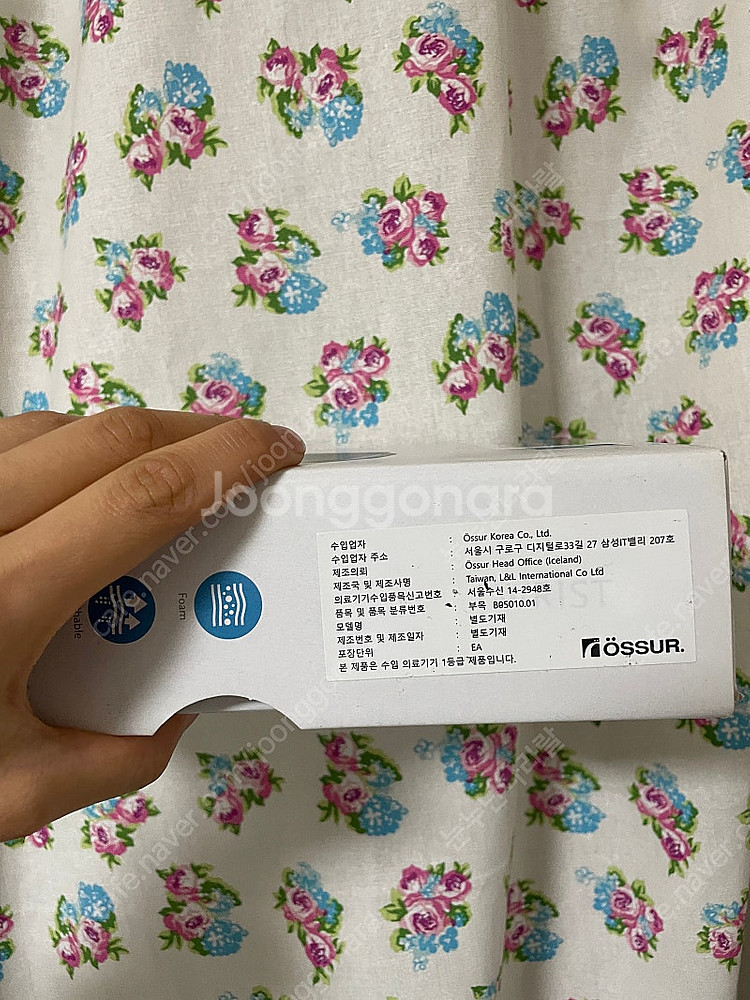 Joonggonara
수입업자 : Össur Korea Co., Ltd.
수입업자 주소 : 서울시 구로구 디지털로33길 27 삼성IT밸리 207호
제조의뢰 : Össur Head Office (Iceland)
제조국 및 제조사명 : Taiwan, L&L International Co Ltd
의료기기수입품목신고번호 : 서울수신 14-2948호
품목 및 품목 분류번호 : 부목 B05010.01
모델명 : 별도기재
제조번호 및 제조일자 : 별도기재
포장단위 : EA
본 제품은 수입 의료기기 1등급 제품입니다.
ÖSSUR.
Foam